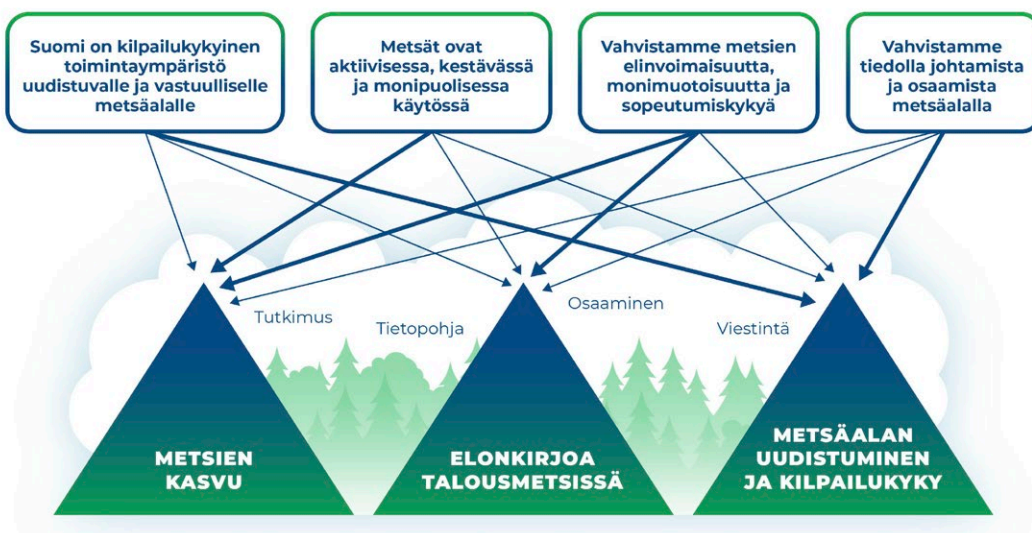 Suomi on kilpailukykyinen
toimintaympäristö
uudistuvalle ja vastuulliselle
metsäalalle
Metsät ovat
aktiivisessa, kestävässä
ja monipuolisessa
käytössä
Vahvistamme metsien
elinvoimaisuutta,
monimuotoisuutta ja
sopeutumiskykyä
Vahvistamme
tiedolla johtamista
ja osaamista
metsäalalla
Tutkimus
Tietopohja
Osaaminen
Viestintä
METSIEN
KASVU
ELONKIRJOA
TALOUSMETSISSÄ
METSÄALAN
UUDISTUMINEN
JA KILPAILUKYKY